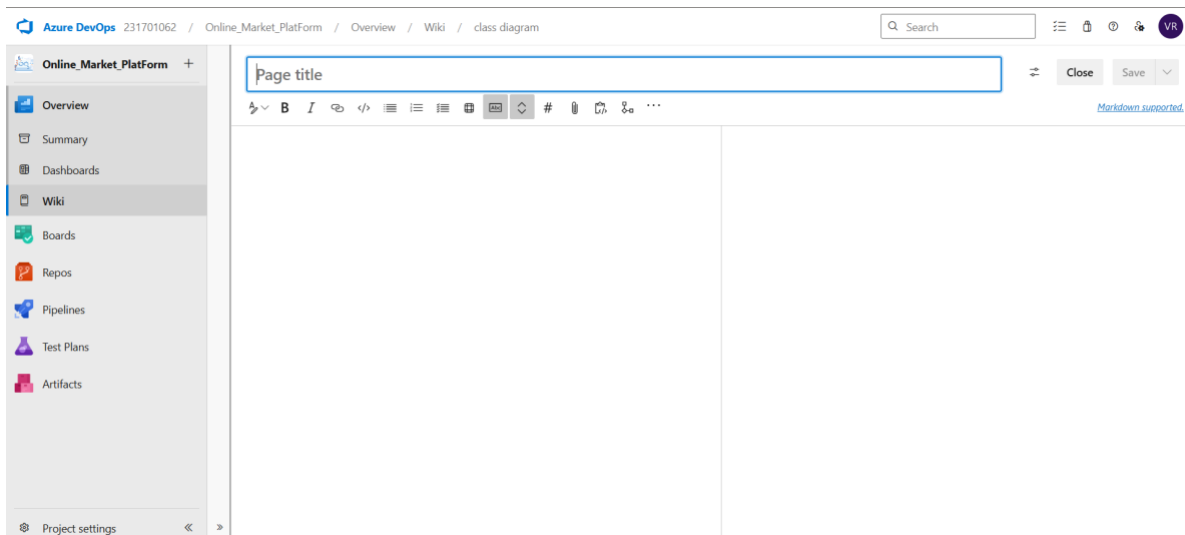 Azure DevOps 231701062 / Online_Market_PlatForm / Overview / Wiki / class diagram
Search
VR
Online_Market_PlatForm +
Page title
Close
Save
Overview
B I </> # ...
Abc
Markdown supported.
Summary
Dashboards
Wiki
Boards
Repos
Pipelines
Test Plans
Artifacts
Project settings « »